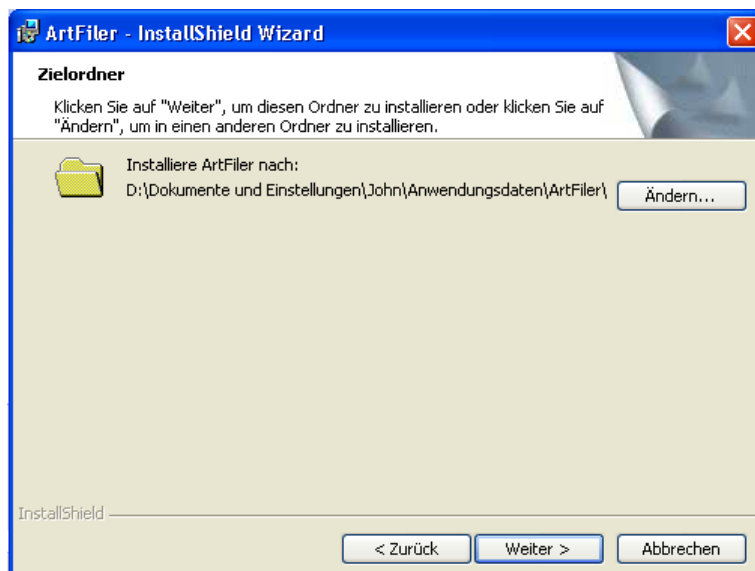 ArtFiler - InstallShield Wizard
Zielordner
Klicken Sie auf "Weiter", um diesen Ordner zu installieren oder klicken Sie auf
"Ändern", um in einen anderen Ordner zu installieren.
Installiere ArtFiler nach:
D:\Dokumente und Einstellungen\John\Anwendungsdaten\ArtFiler\
Ändern...
InstallShield
< Zurück
Weiter >
Abbrechen